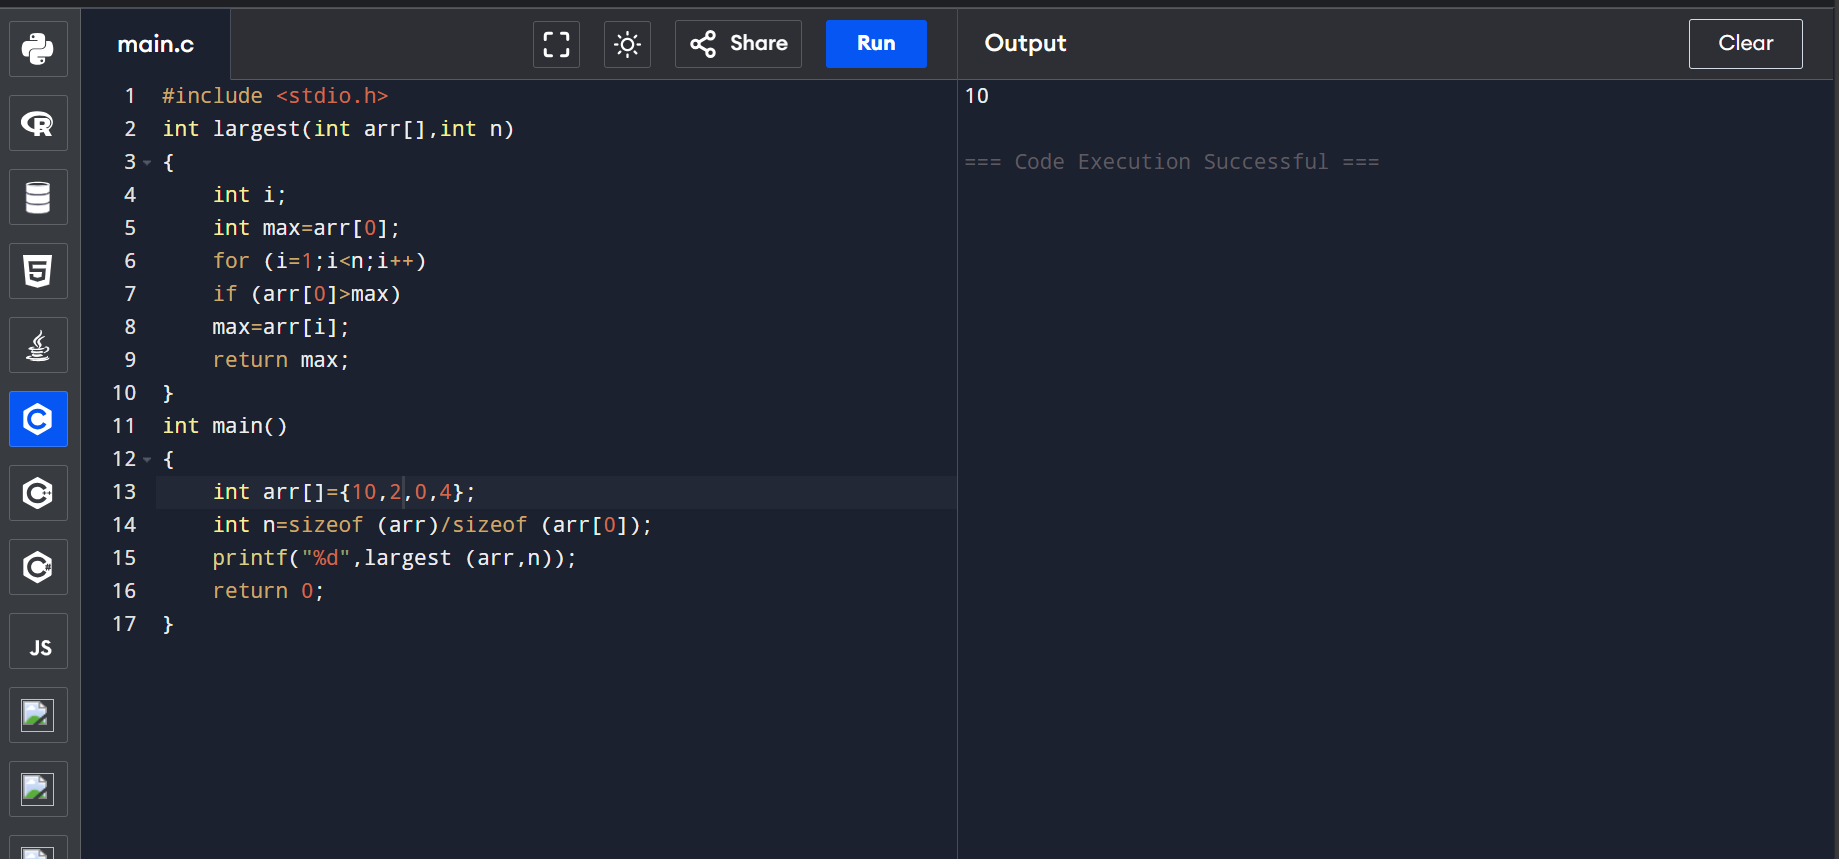 main.c
Share
Run
Output
Clear
1 #include <stdio.h>
2 int largest(int arr[],int n)
3 {
4     int i;
5     int max=arr[0];
6     for (i=1;i<n;i++)
7     if (arr[0]>max)
8     max=arr[i];
9     return max;
10 }
11 int main()
12 {
13     int arr[]={10,2,0,4};
14     int n=sizeof (arr)/sizeof (arr[0]);
15     printf("%d",largest (arr,n));
16     return 0;
17 }
10
=== Code Execution Successful ===
R
5
C
C++
C#
JS